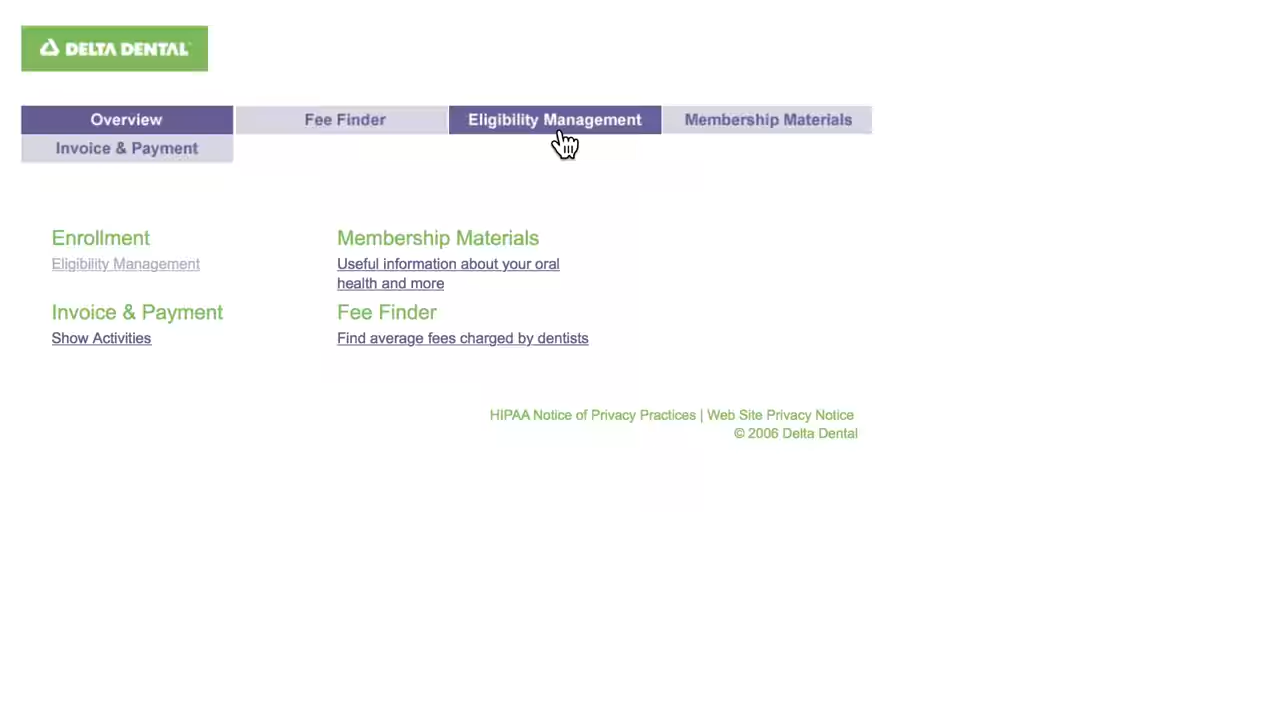 DELTA DENTAL
Overview
Fee Finder
Eligibility Management
Membership Materials
Invoice & Payment
Enrollment
Eligibility Management
Membership Materials
Useful information about your oral
health and more
Invoice & Payment
Show Activities
Fee Finder
Find average fees charged by dentists
HIPAA Notice of Privacy Practices | Web Site Privacy Notice
© 2006 Delta Dental